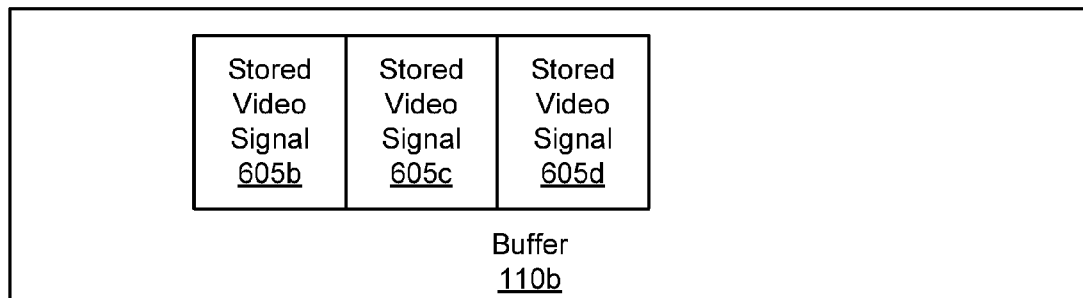 Stored
Video
Signal
605b
Stored
Video
Signal
605c
Stored
Video
Signal
605d
Buffer
110b